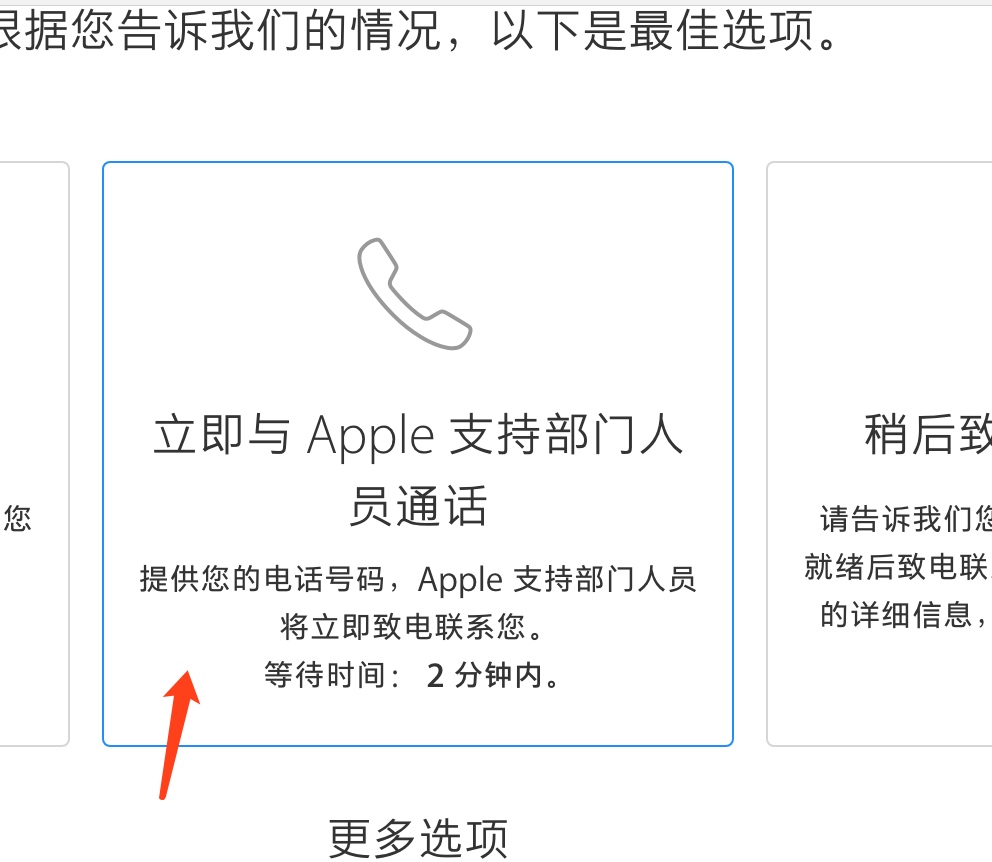 根据您告诉我们的情况，以下是最佳选项。
您
立即与 Apple 支持部门人
员通话
提供您的电话号码，Apple 支持部门人员
将立即致电联系您。
等待时间： 2 分钟内。
稍后致
请告诉我们您
就绪后致电联
的详细信息，
更多选项